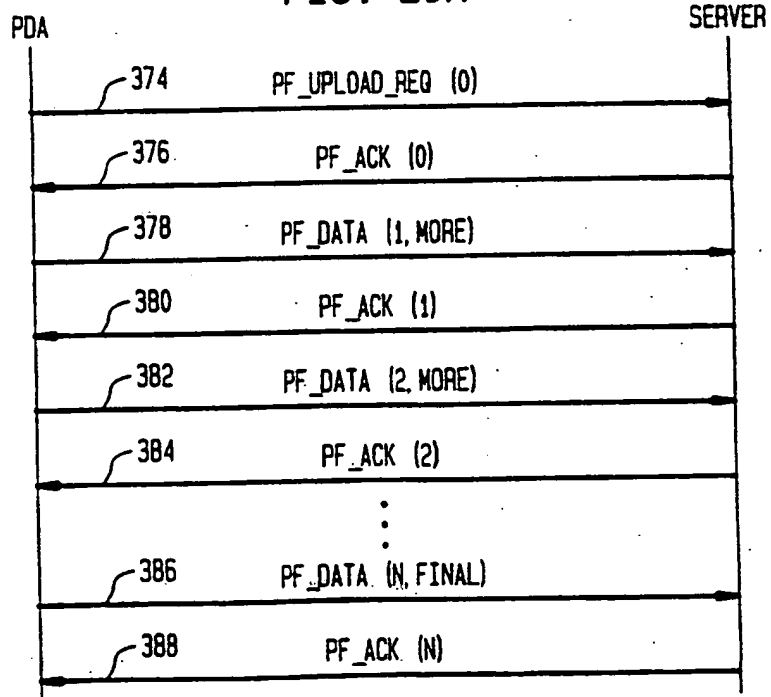 PDA
SERVER
374 PF_UPLOAD_REQ (0)
376 PF_ACK (0)
378 PF_DATA (1, MORE)
380 PF_ACK (1)
382 PF_DATA (2, MORE)
384 PF_ACK (2)
386 PF_DATA (N, FINAL)
388 PF_ACK (N)